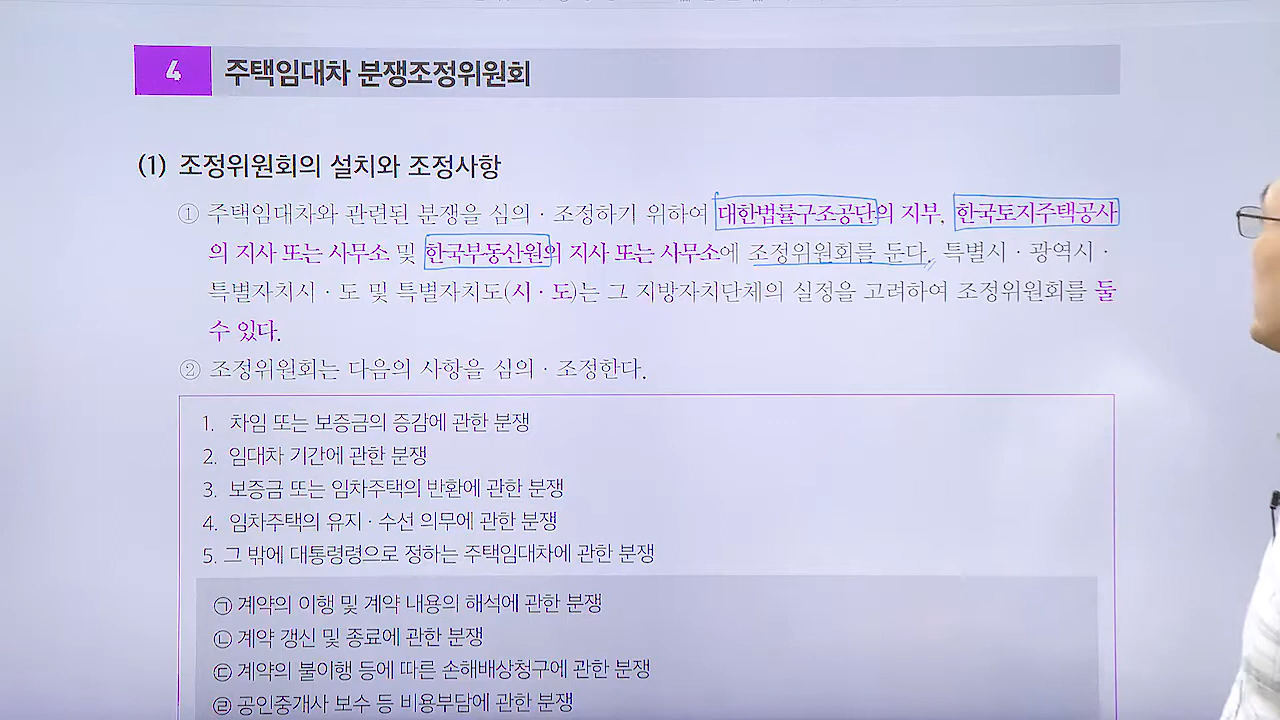 4 주택임대차 분쟁조정위원회
(1) 조정위원회의 설치와 조정사항
① 주택임대차와 관련된 분쟁을 심의·조정하기 위하여 대한법률구조공단의 지부, 한국토지주택공사
의 지사 또는 사무소 및 한국부동산원의 지사 또는 사무소에 조정위원회를 둔다. 특별시·광역시·
특별자치시·도 및 특별자치도(시·도)는 그 지방자치단체의 실정을 고려하여 조정위원회를 둘
수 있다.
② 조정위원회는 다음의 사항을 심의·조정한다.
1. 차임 또는 보증금의 증감에 관한 분쟁
2. 임대차 기간에 관한 분쟁
3. 보증금 또는 임차주택의 반환에 관한 분쟁
4. 임차주택의 유지·수선 의무에 관한 분쟁
5. 그 밖에 대통령령으로 정하는 주택임대차에 관한 분쟁
㉠ 계약의 이행 및 계약 내용의 해석에 관한 분쟁
㉡ 계약 갱신 및 종료에 관한 분쟁
㉢ 계약의 불이행 등에 따른 손해배상청구에 관한 분쟁
㉣ 공인중개사 보수 등 비용부담에 관한 분쟁